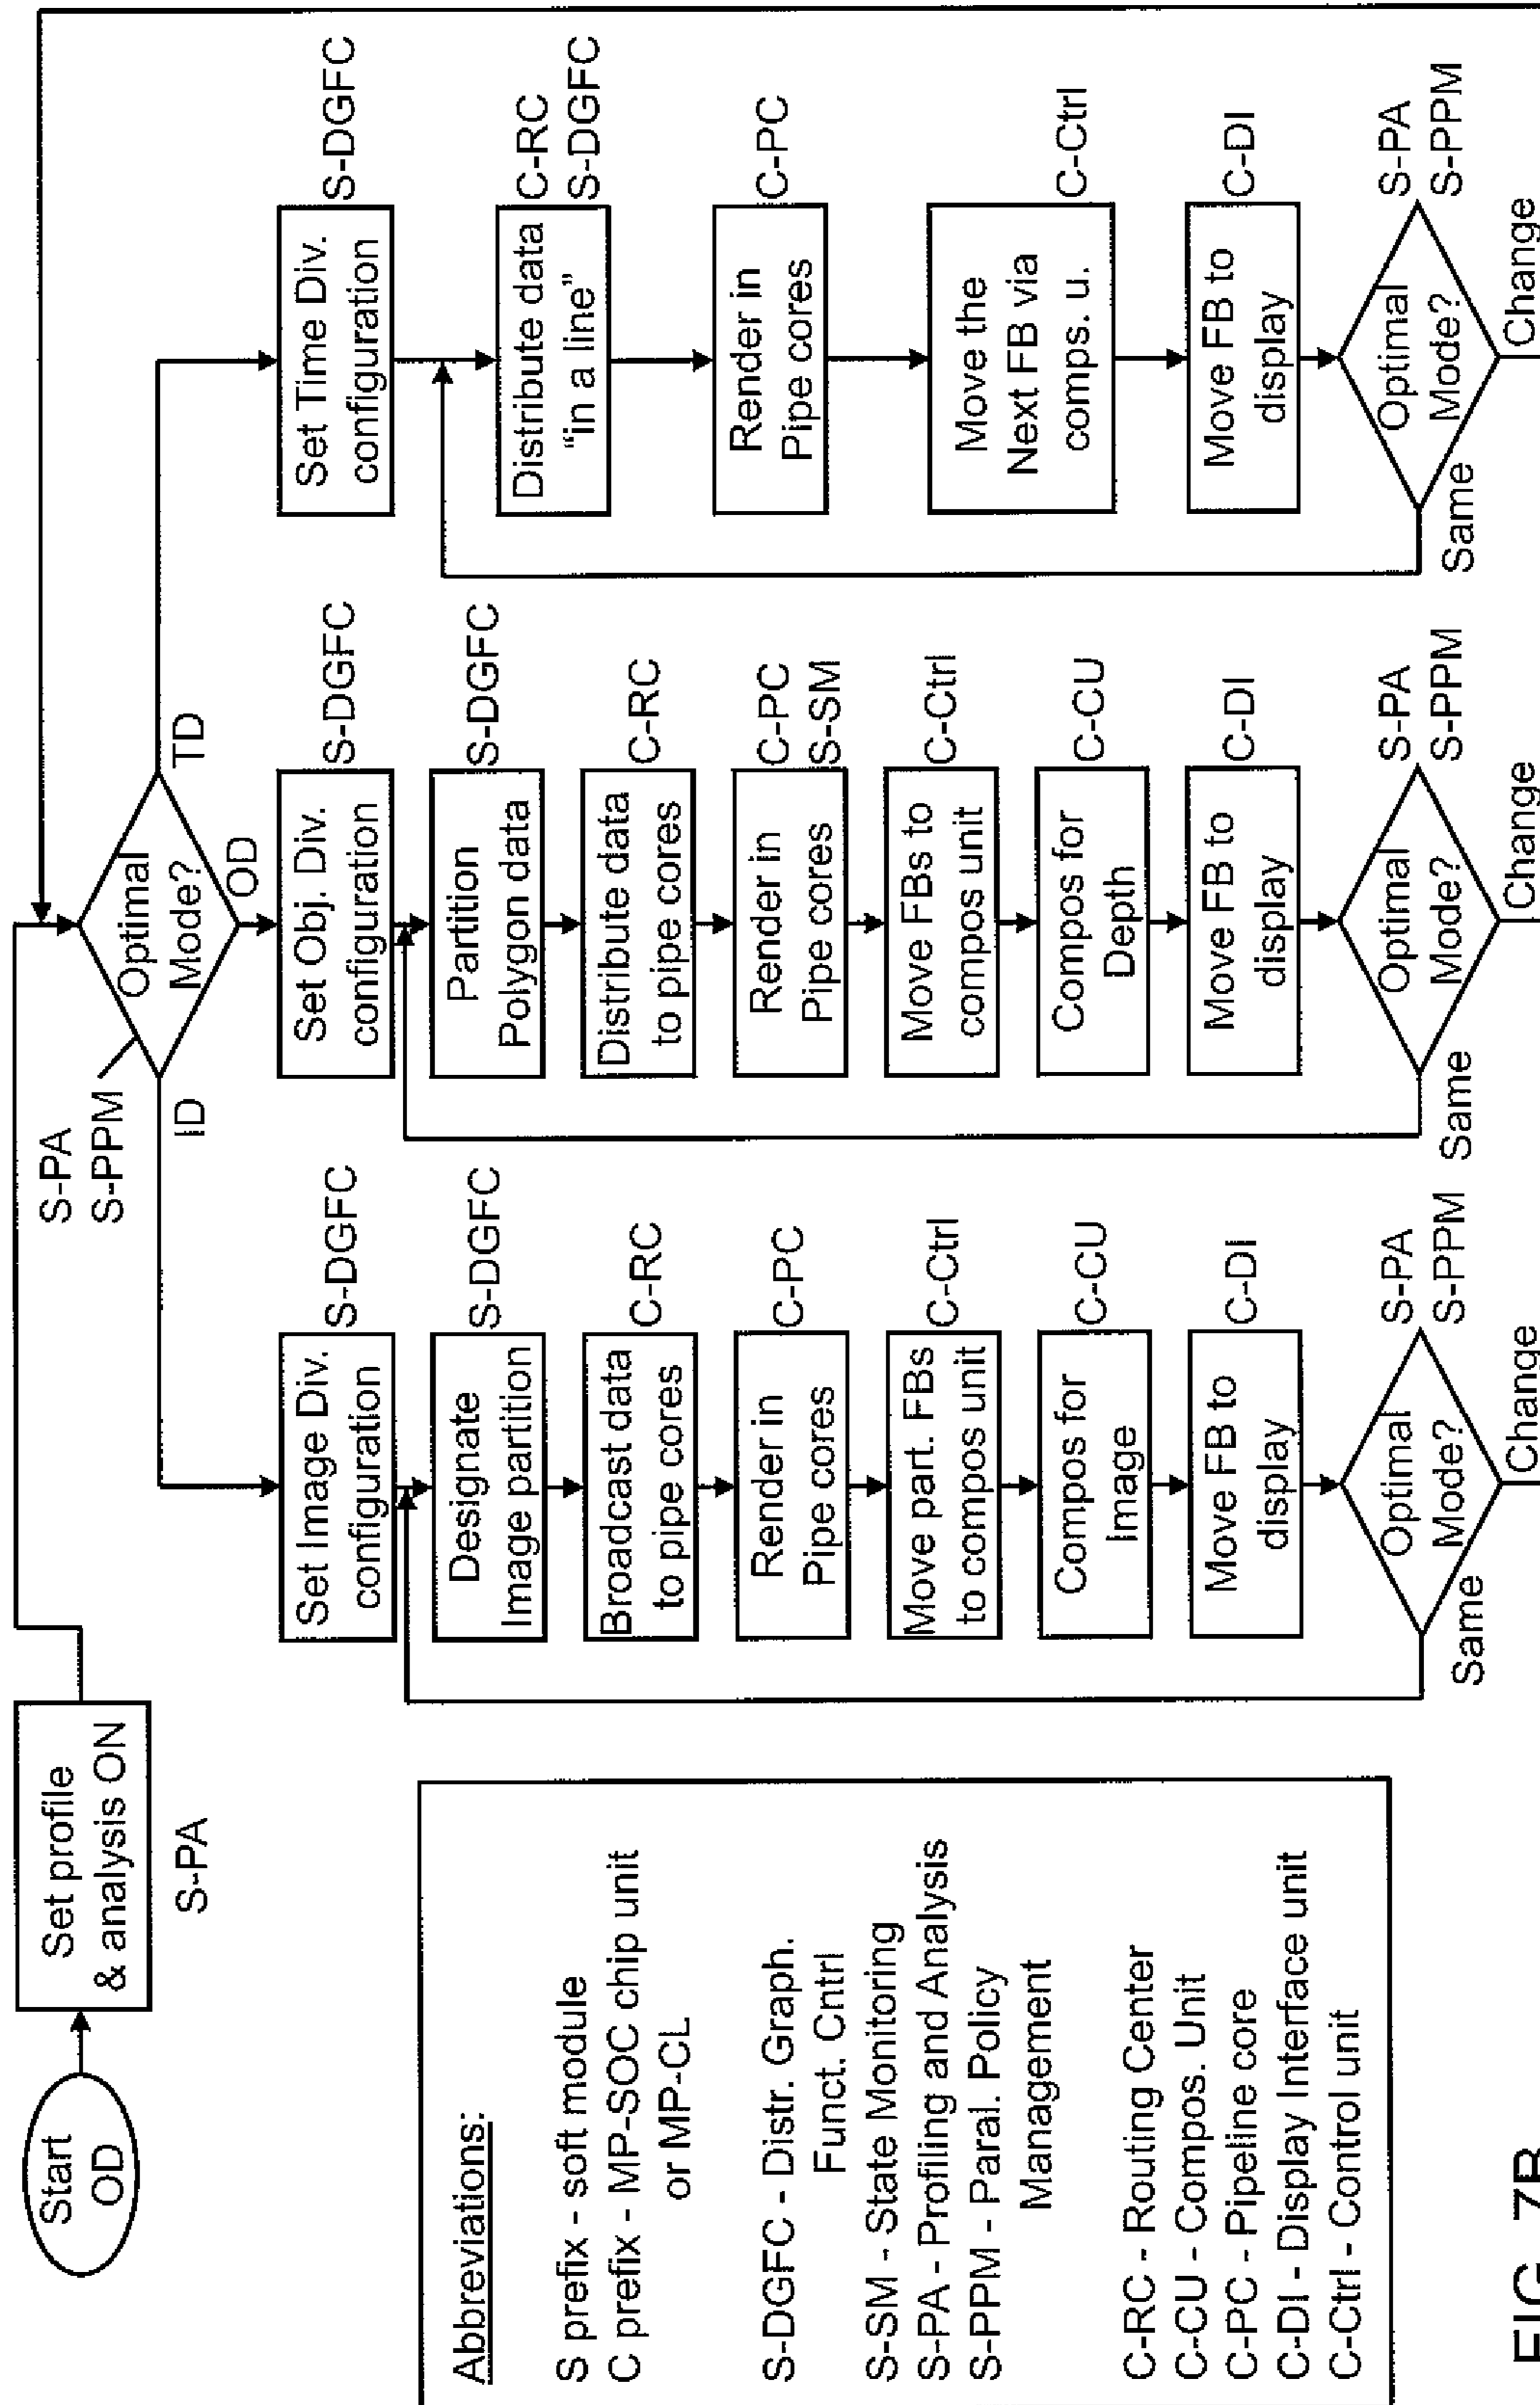 Start
OD
Set profile
& analysis ON
S-PA
S-PA
S-PPM
Optimal
Mode?
ID
OD
TD
Set Image Div.
configuration
S-DGFC
Designate
Image partition
S-DGFC
Broadcast data
to pipe cores
C-RC
Render in
Pipe cores
C-PC
Move part. FBs
to compos unit
C-Ctrl
Compos for
Image
C-CU
Move FB to
display
C-DI
Optimal
Mode?
S-PA
S-PPM
Same
Change
Set Obj. Div.
configuration
S-DGFC
Partition
Polygon data
S-DGFC
Distribute data
to pipe cores
C-RC
Render in
Pipe cores
C-PC
S-SM
Move FBs to
compos unit
C-Ctrl
Compos for
Depth
C-CU
Move FB to
display
C-DI
Optimal
Mode?
S-PA
S-PPM
Same
Change
Set Time Div.
configuration
S-DGFC
Distribute data
“in a line”
C-RC
S-DGFC
Render in
Pipe cores
C-PC
Move the
Next FB via
comps. u.
C-Ctrl
Move FB to
display
C-DI
Optimal
Mode?
S-PA
S-PPM
Same
Change
Abbreviations:
S prefix - soft module
C prefix - MP-SOC chip unit
or MP-CL
S-DGFC - Distr. Graph.
Funct. Cntrl
S-SM - State Monitoring
S-PA - Profiling and Analysis
S-PPM - Paral. Policy
Management
C-RC - Routing Center
C-CU - Compos. Unit
C-PC - Pipeline core
C-DI - Display Interface unit
C-Ctrl - Control unit
FIG. 7B